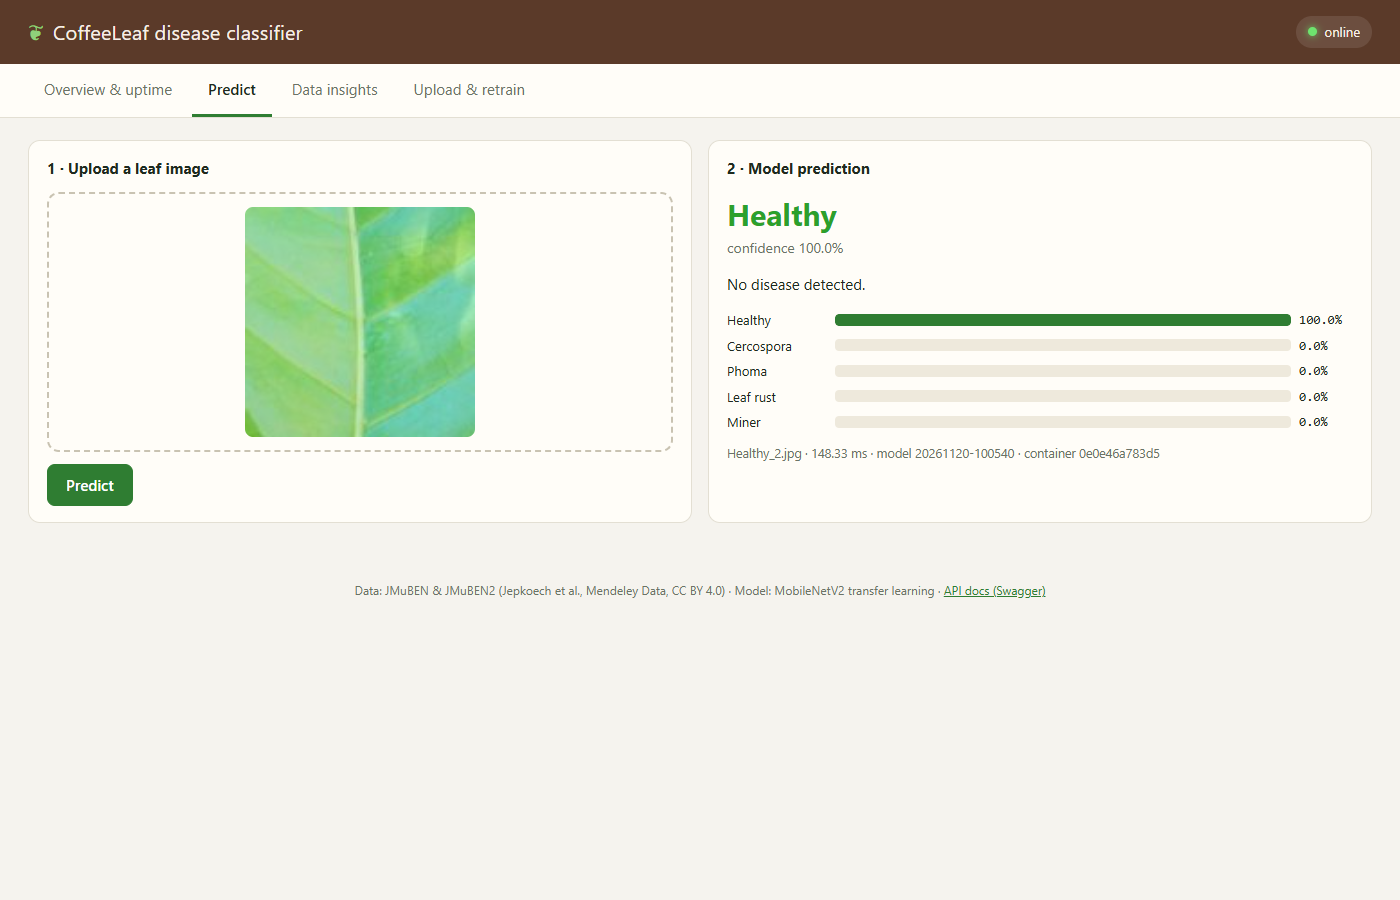 CoffeeLeaf disease classifier
online
Overview & uptime
Predict
Data insights
Upload & retrain
1 · Upload a leaf image
Predict
2 · Model prediction
Healthy
confidence 100.0%
No disease detected.
Healthy 100.0%
Cercospora 0.0%
Phoma 0.0%
Leaf rust 0.0%
Miner 0.0%
Healthy_2.jpg · 148.33 ms · model 20261120-100540 · container 0e0e46a783d5
Data: JMuBEN & JMuBEN2 (Jepkoech et al., Mendeley Data, CC BY 4.0) · Model: MobileNetV2 transfer learning · API docs (Swagger)